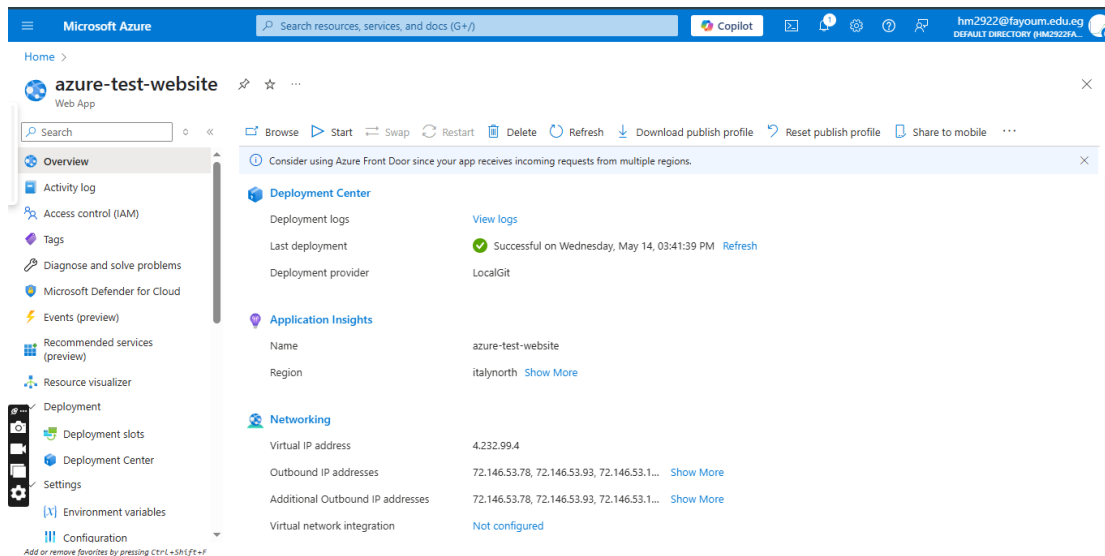 Microsoft Azure
Search resources, services, and docs (G+/)
Copilot
1
hm2922@fayoum.edu.eg
DEFAULT DIRECTORY (HM2922FA...
Home >
azure-test-website
Web App
Search
Browse Start Swap Restart Delete Refresh Download publish profile Reset publish profile Share to mobile ...
Consider using Azure Front Door since your app receives incoming requests from multiple regions.
Overview
Activity log
Access control (IAM)
Tags
Diagnose and solve problems
Microsoft Defender for Cloud
Events (preview)
Recommended services
(preview)
Resource visualizer
Deployment
Deployment slots
Deployment Center
Settings
Environment variables
Configuration
Add or remove favorites by pressing Ctrl+Shift+F
Deployment Center
Deployment logs View logs
Last deployment Successful on Wednesday, May 14, 03:41:39 PM Refresh
Deployment provider LocalGit
Application Insights
Name azure-test-website
Region italynorth Show More
Networking
Virtual IP address 4.232.99.4
Outbound IP addresses 72.146.53.78, 72.146.53.93, 72.146.53.1... Show More
Additional Outbound IP addresses 72.146.53.78, 72.146.53.93, 72.146.53.1... Show More
Virtual network integration Not configured